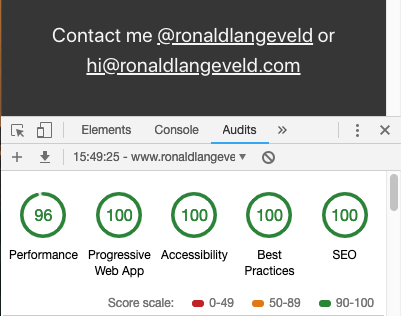 Contact me @ronaldlangeveld or
hi@ronaldlangeveld.com
Elements Console Audits »
15:49:25 - www.ronaldlangeve
96 100 100 100 100
Performance Progressive Web App Accessibility Best Practices SEO
Score scale: 0-49 50-89 90-100